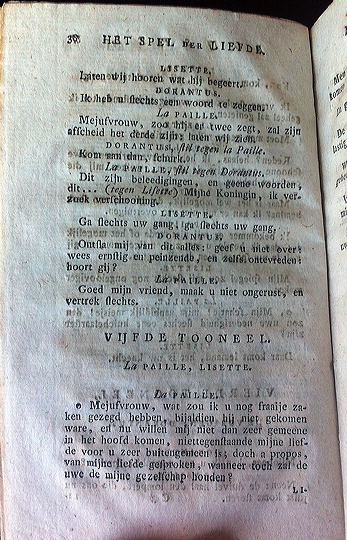 38 HET SPEL DER LIEFDE.
LISETTE.
Laten wij hooren wat hij begeert.
DORANTUS.
Ik heb u slechts een woord te zeggen.
La PAILLE.
Mejufvrouw, zoo hij er twee zegt, zal zijn
afscheid het derde zijn: laten wij zien.
DORANTUS, stil tegen la Paille.
Kom aan dan, schurk.
La PAILLE, stil tegen Dorantus.
Dit zijn beleedigingen, en geene woorden,
dit... (tegen Lisette) Mijne Koningin, ik ver-
zoek verschooning.
LISETTE.
Ga slechts uw gang, ga slechts uw gang,
DORANTUS.
Ontsla mij van dit alles: geef u niet over:
wees ernstig en peinzende, en zelfs ontevreden:
hoort gij?
La PAILLE.
Goed mijn vriend, maak u niet ongerust, en
vertrek slechts.
VIJFDE TOONEEL.
La PAILLE, LISETTE.
La PAILLE.
o Mejufvrouw, wat zou ik u nog fraaije za-
ken gezegd hebben, bijaldien hij niet gekomen
ware, en nu willen mij niet dan zeer gemeene
in het hoofd komen, niettegenstaande mijne lief-
de voor u zeer buitengemeen is; doch a propos,
van mijne liefde gesproken, wanneer toch zal de
uwe de mijne gezelschap houden?
LI-